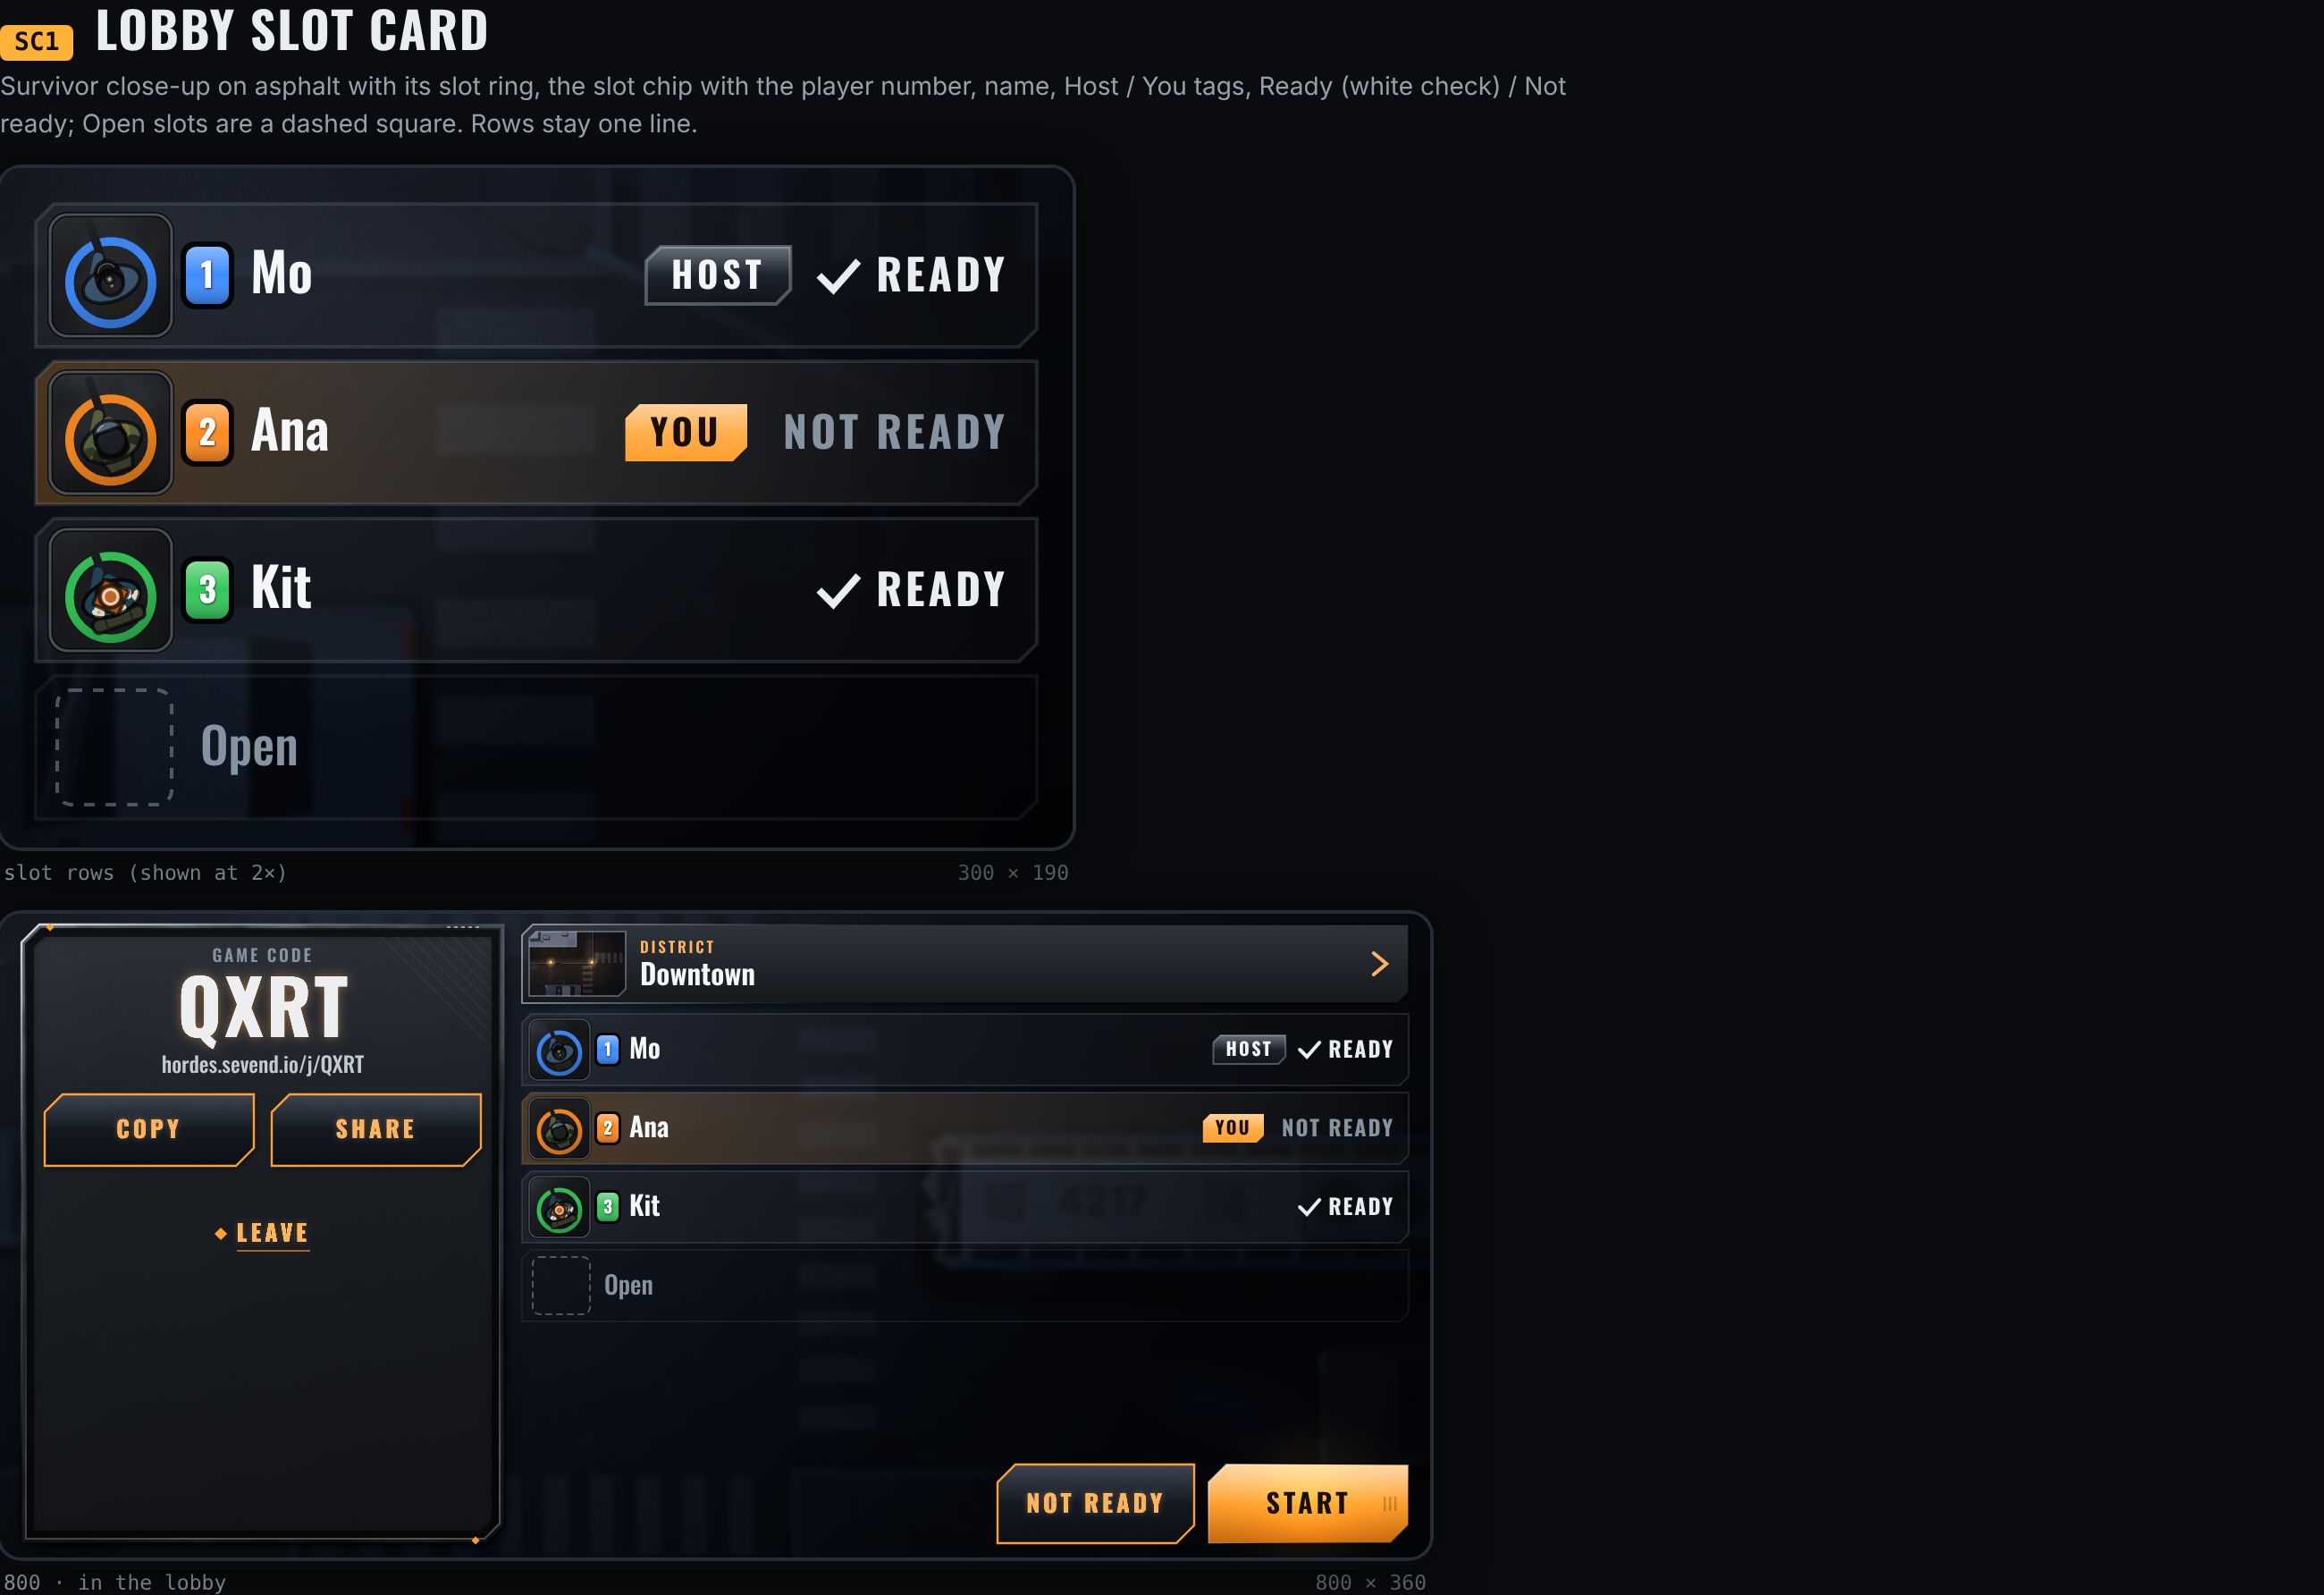 SC1 LOBBY SLOT CARD
Survivor close-up on asphalt with its slot ring, the slot chip with the player number, name, Host / You tags, Ready (white check) / Not
ready; Open slots are a dashed square. Rows stay one line.
1 Mo HOST READY
2 Ana YOU NOT READY
3 Kit READY
Open
slot rows (shown at 2×) 300 × 190
GAME CODE
QXRT
hordes.sevend.io/j/QXRT
COPY SHARE
LEAVE
DISTRICT
Downtown
1 Mo HOST READY
2 Ana YOU NOT READY
3 Kit READY
4217
Open
NOT READY START
800 · in the lobby 800 × 360